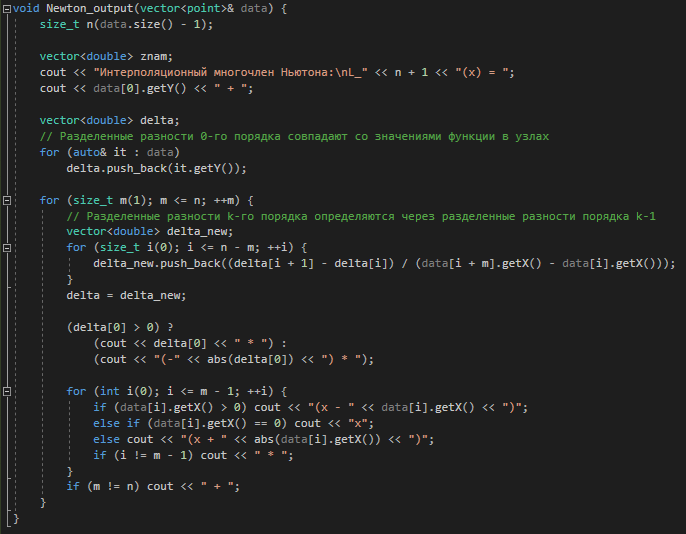 void Newton_output(vector<point>& data) {
    size_t n(data.size() - 1);

    vector<double> znam;
    cout << "Интерполяционный многочлен Ньютона:\nL_" << n + 1 << "(x) = ";
    cout << data[0].getY() << " + ";

    vector<double> delta;
    // Разделенные разности 0-го порядка совпадают со значениями функции в узлах
    for (auto& it : data)
        delta.push_back(it.getY());

    for (size_t m(1); m <= n; ++m) {
        // Разделенные разности k-го порядка определяются через разделенные разности порядка k-1
        vector<double> delta_new;
        for (size_t i(0); i <= n - m; ++i) {
            delta_new.push_back((delta[i + 1] - delta[i]) / (data[i + m].getX() - data[i].getX()));
        }
        delta = delta_new;

        (delta[0] > 0) ?
            (cout << delta[0] << " * ") :
            (cout << "(-" << abs(delta[0]) << ") * ");

        for (int i(0); i <= m - 1; ++i) {
            if (data[i].getX() > 0) cout << "(x - " << data[i].getX() << ")";
            else if (data[i].getX() == 0) cout << "x";
            else cout << "(x + " << abs(data[i].getX()) << ")";
            if (i != m - 1) cout << " * ";
        }
        if (m != n) cout << " + ";
    }
}